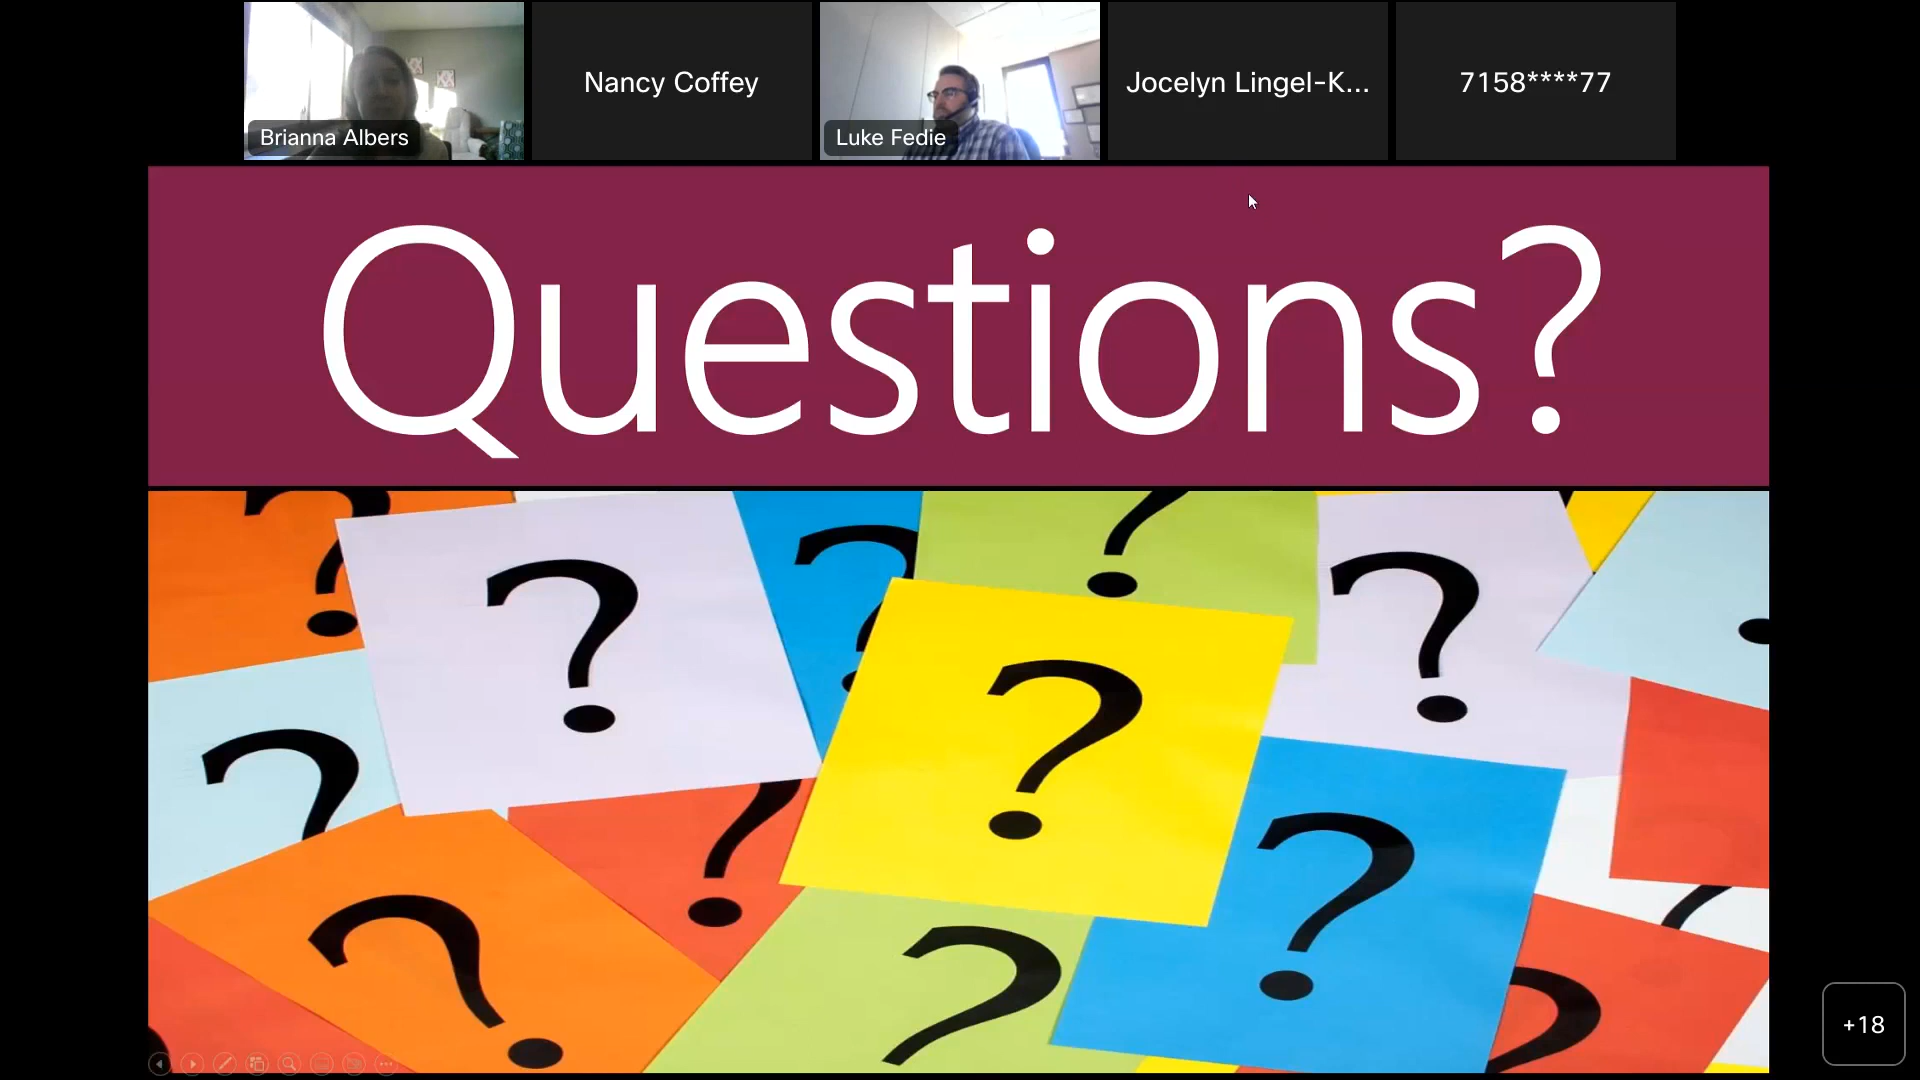 Brianna Albers
Nancy Coffey
Luke Fedie
Jocelyn Lingel-K...
7158****77
Questions?
? ? ? ? ?
? ? ? ?
? ? ?
+18